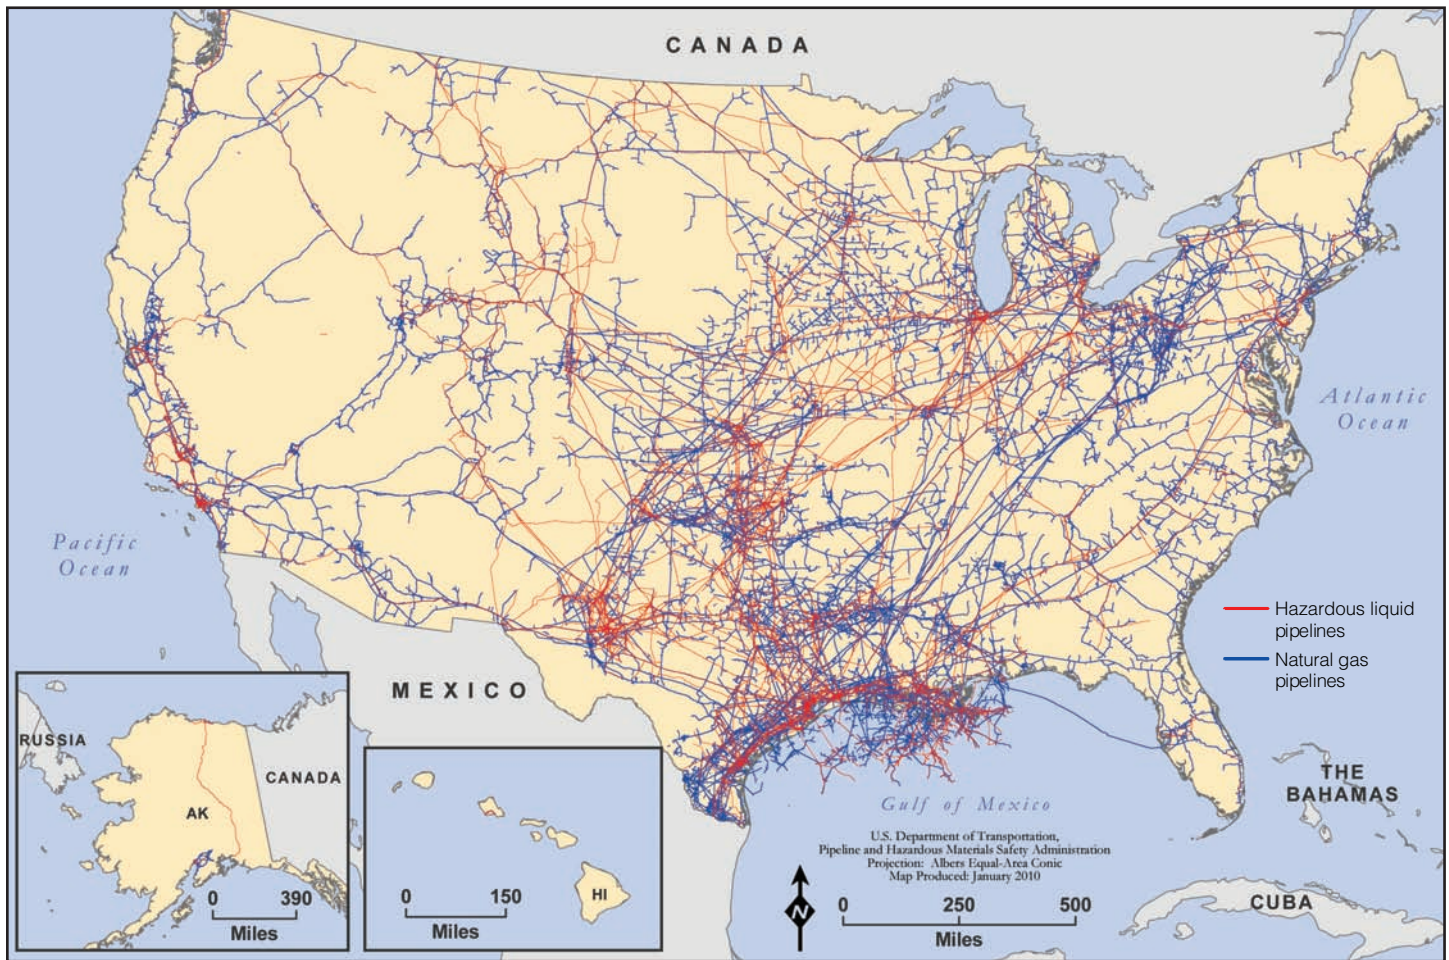 CANADA
Pacific
Ocean
Atlantic
Ocean
Hazardous liquid
pipelines
Natural gas
pipelines
MEXICO
RUSSIA
CANADA
AK
0 390
Miles
0 150
Miles
HI
Gulf of Mexico
THE
BAHAMAS
U.S. Department of Transportation,
Pipeline and Hazardous Materials Safety Administration
Projection: Albers Equal-Area Conic
Map Produced: January 2010
N
0 250 500
Miles
CUBA